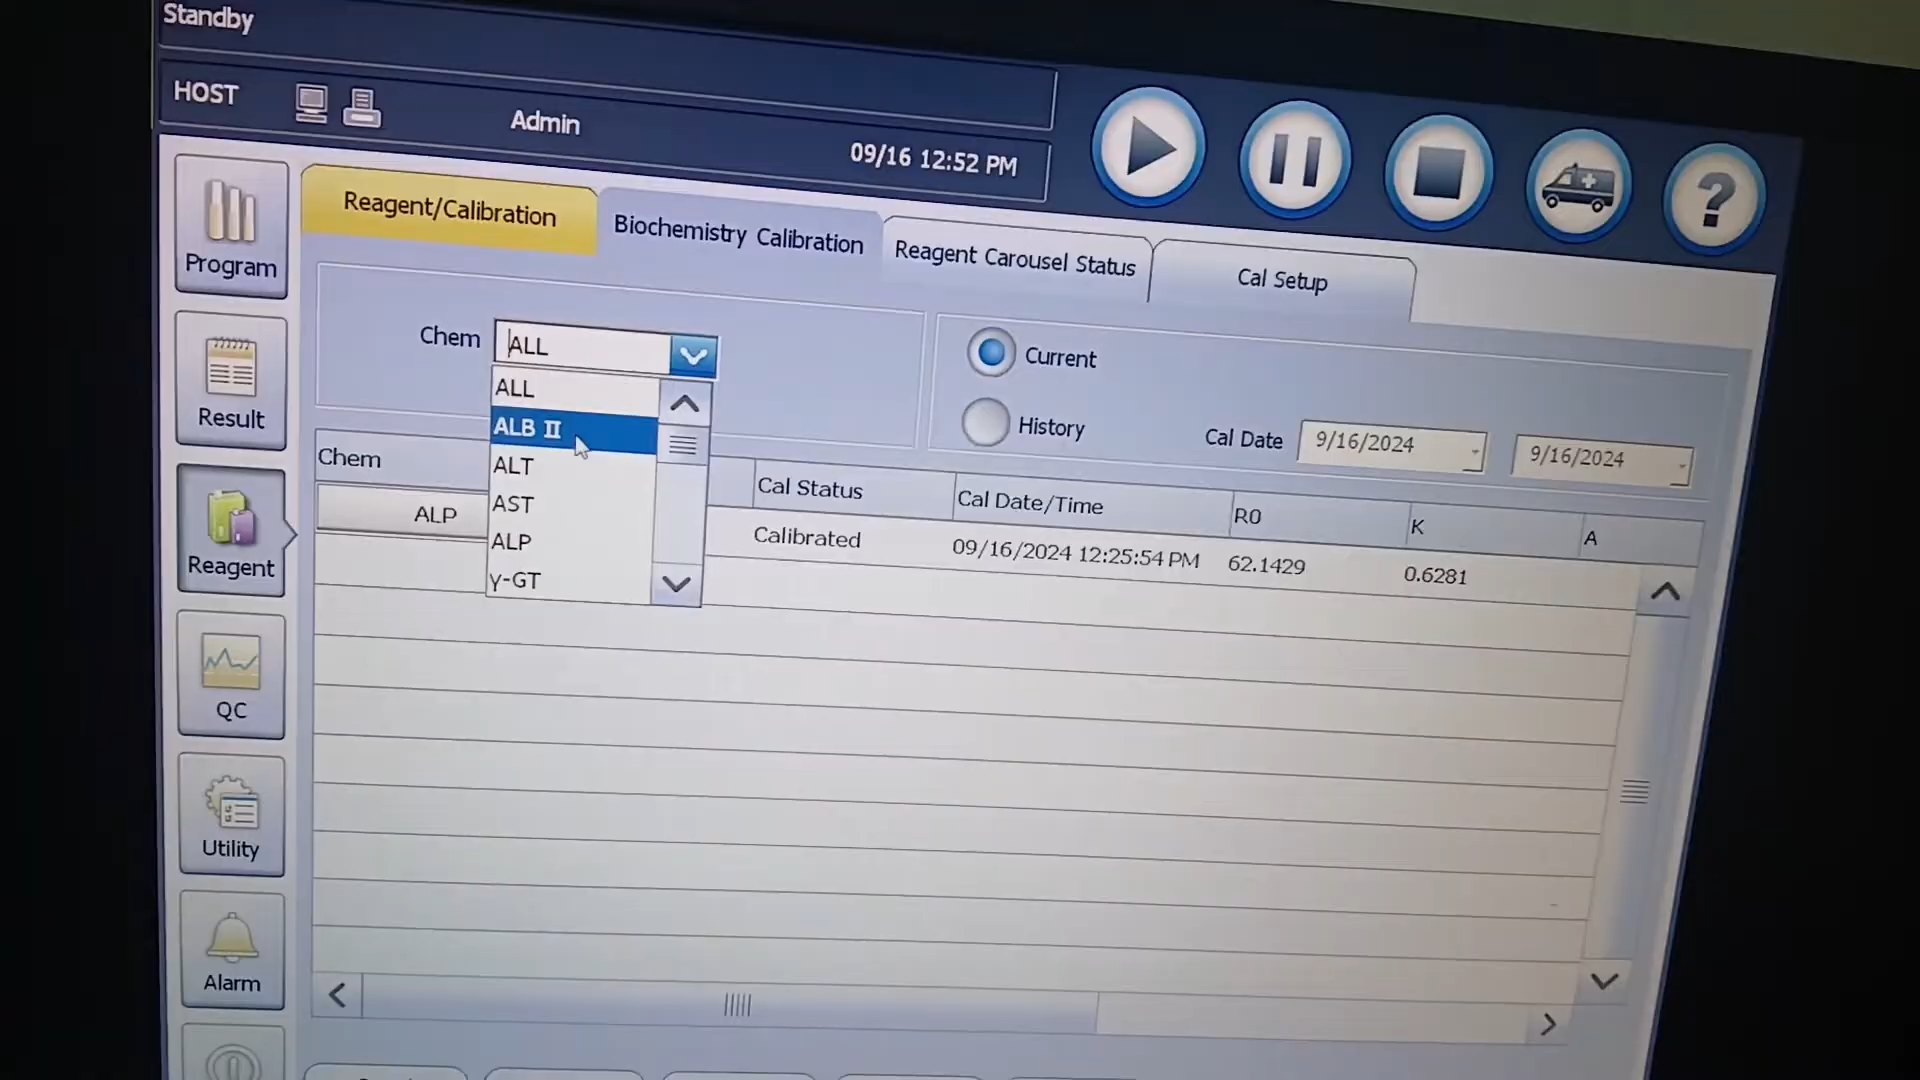 Standby
HOST
Admin
09/16 12:52 PM
?
Program
Result
Reagent
QC
Utility
Alarm
Reagent/Calibration
Biochemistry Calibration
Reagent Carousel Status
Cal Setup
Chem ALL
ALL
ALB II
ALT
AST
ALP
γ-GT
Current
History
Cal Date 9/16/2024 9/16/2024
Chem Cal Status Cal Date/Time R0 K A
ALP Calibrated 09/16/2024 12:25:54 PM 62.1429 0.6281